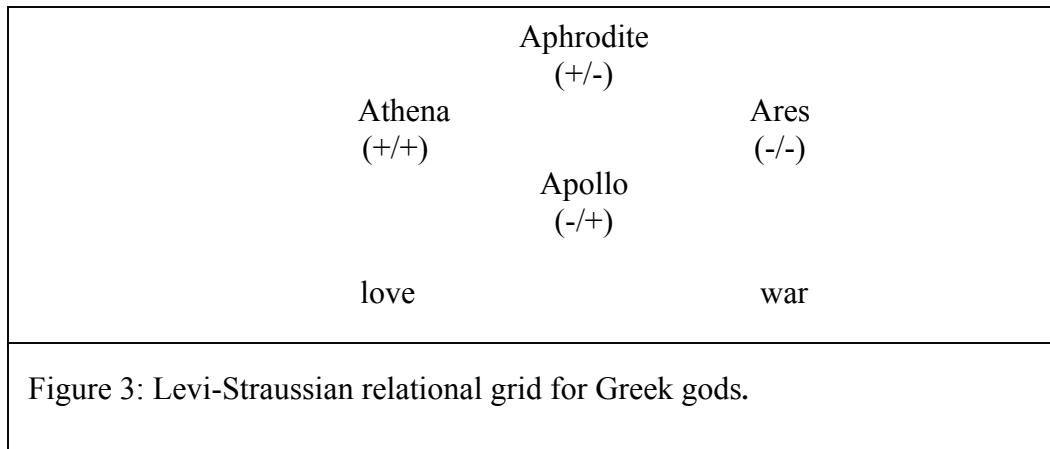 Aphrodite
(+/-)
Athena Ares
(+/+) (-/-)
Apollo
(-/+)
love war
Figure 3: Levi-Straussian relational grid for Greek gods.